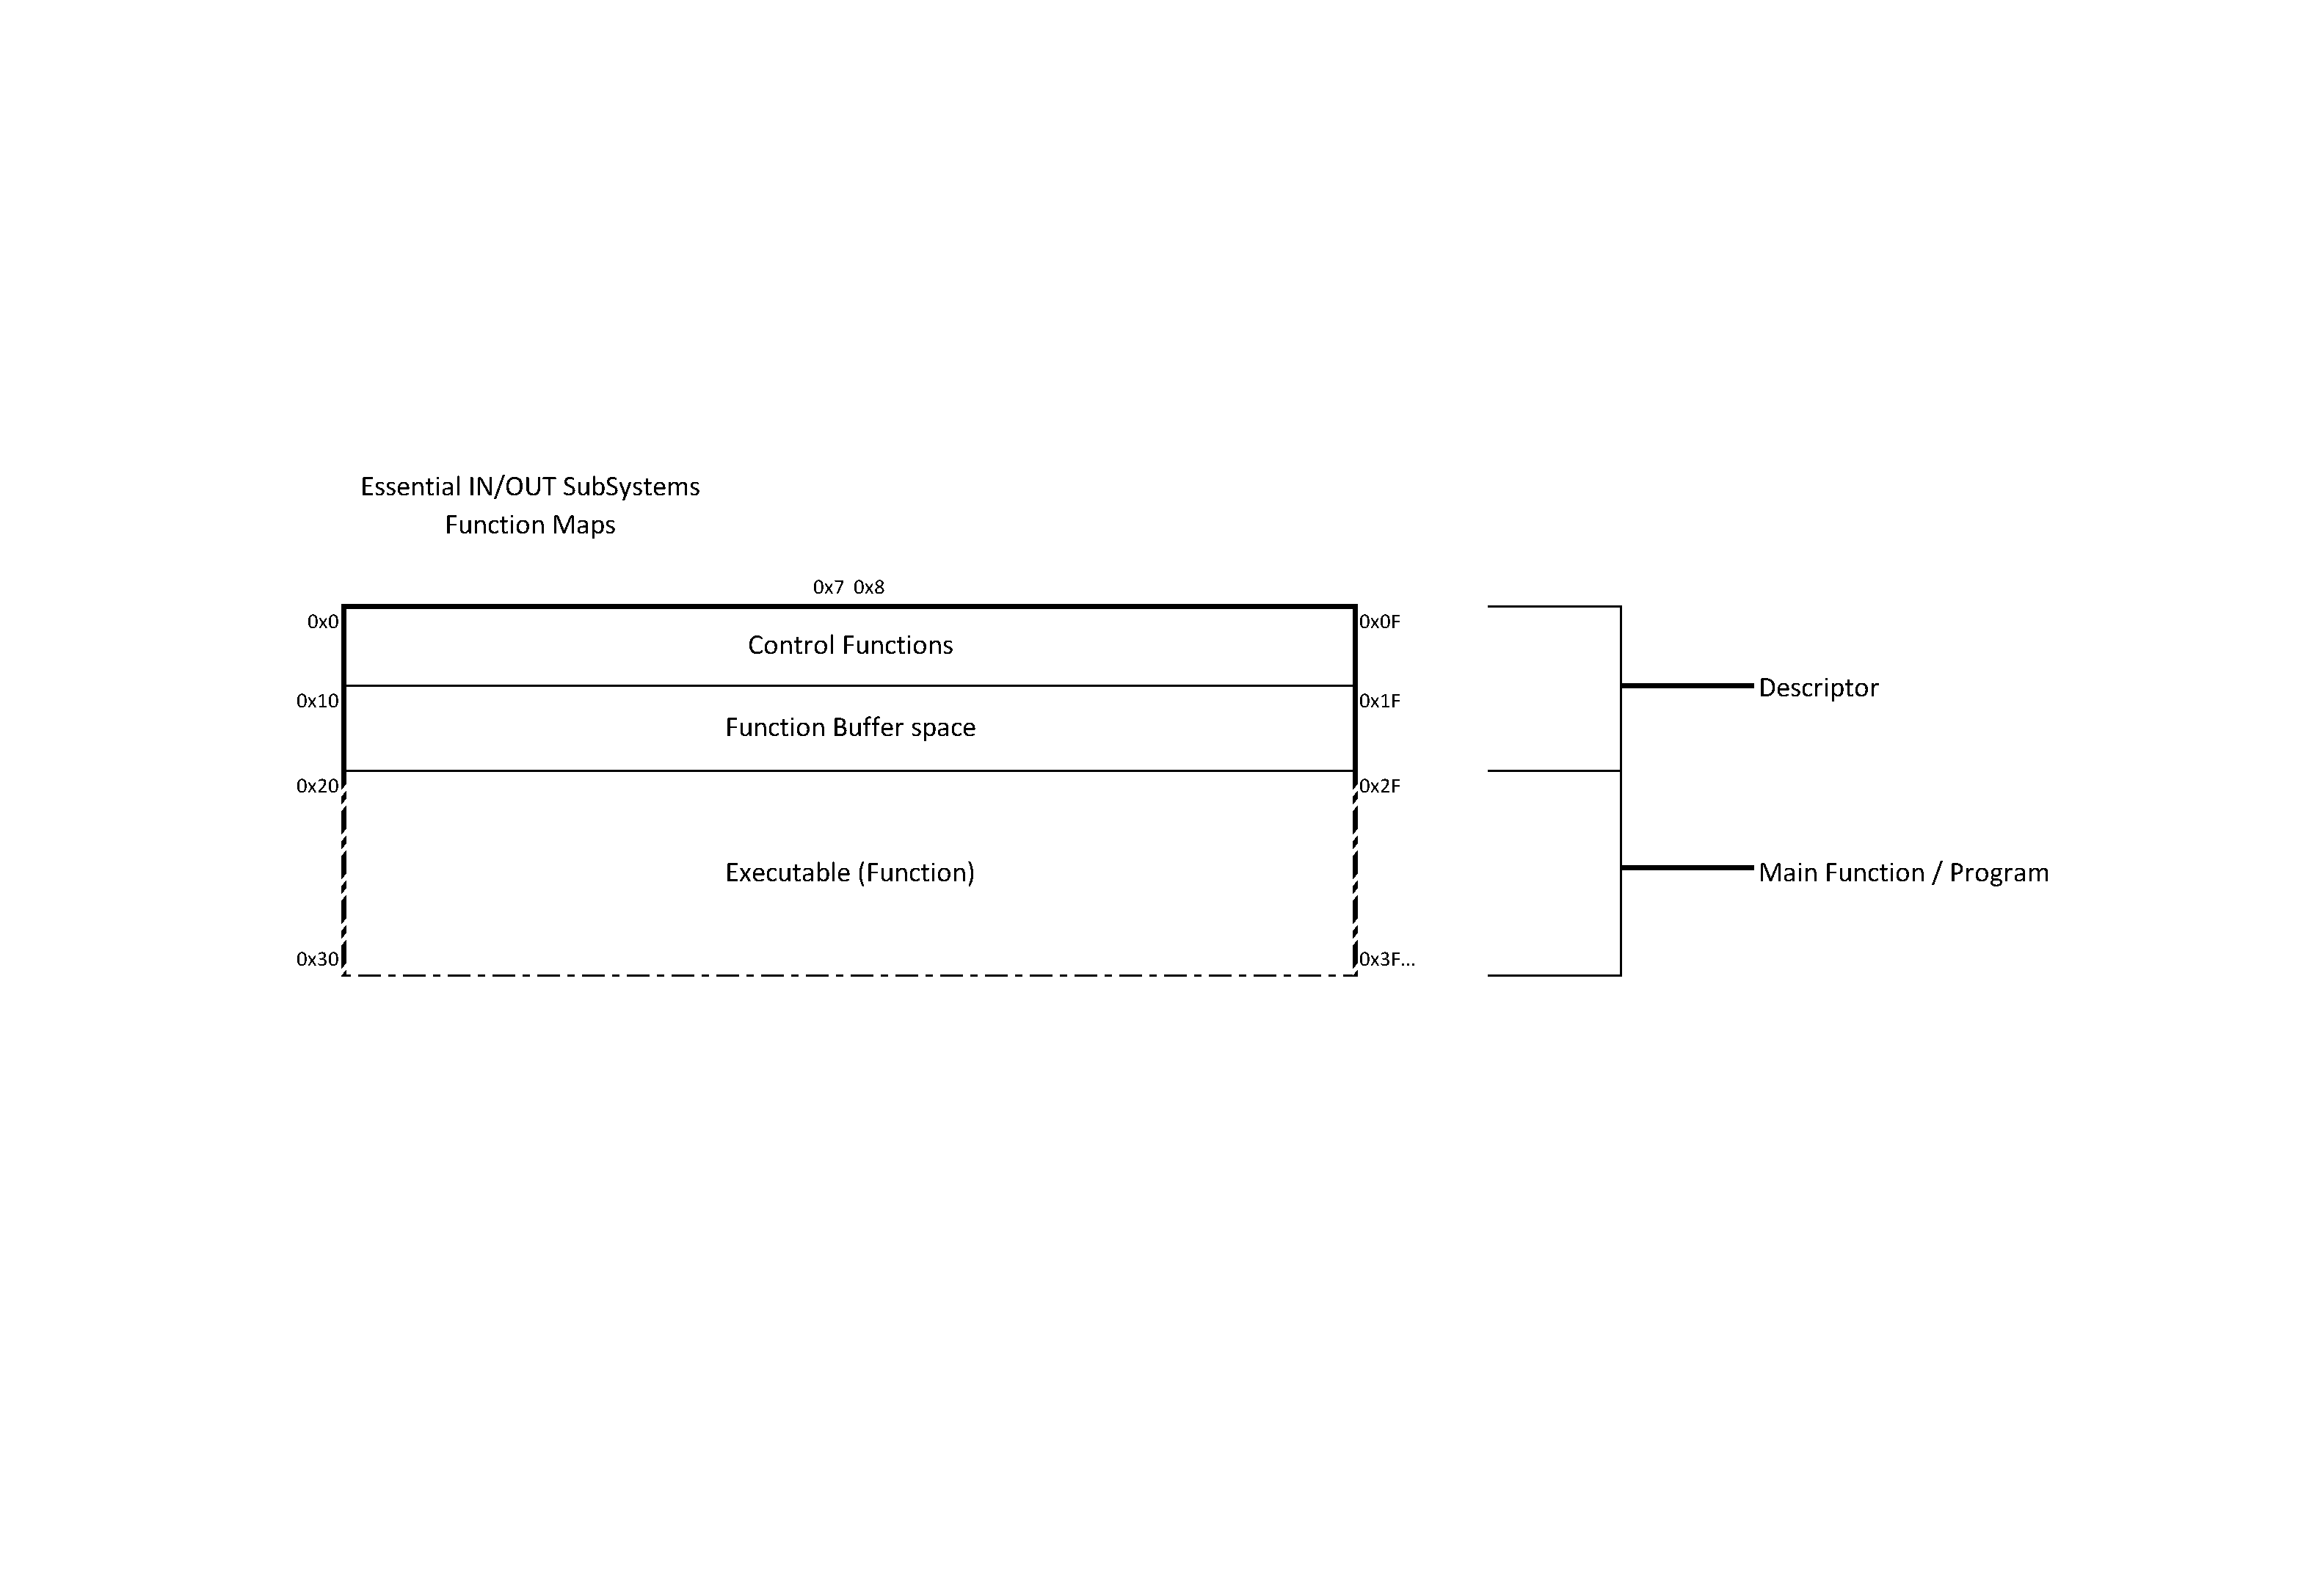 Essential IN/OUT SubSystems
Function Maps
0x7 0x8
0x0
0x0F
Control Functions
0x10
0x1F
Descriptor
Function Buffer space
0x20
0x2F
Executable (Function)
Main Function / Program
0x30
0x3F...